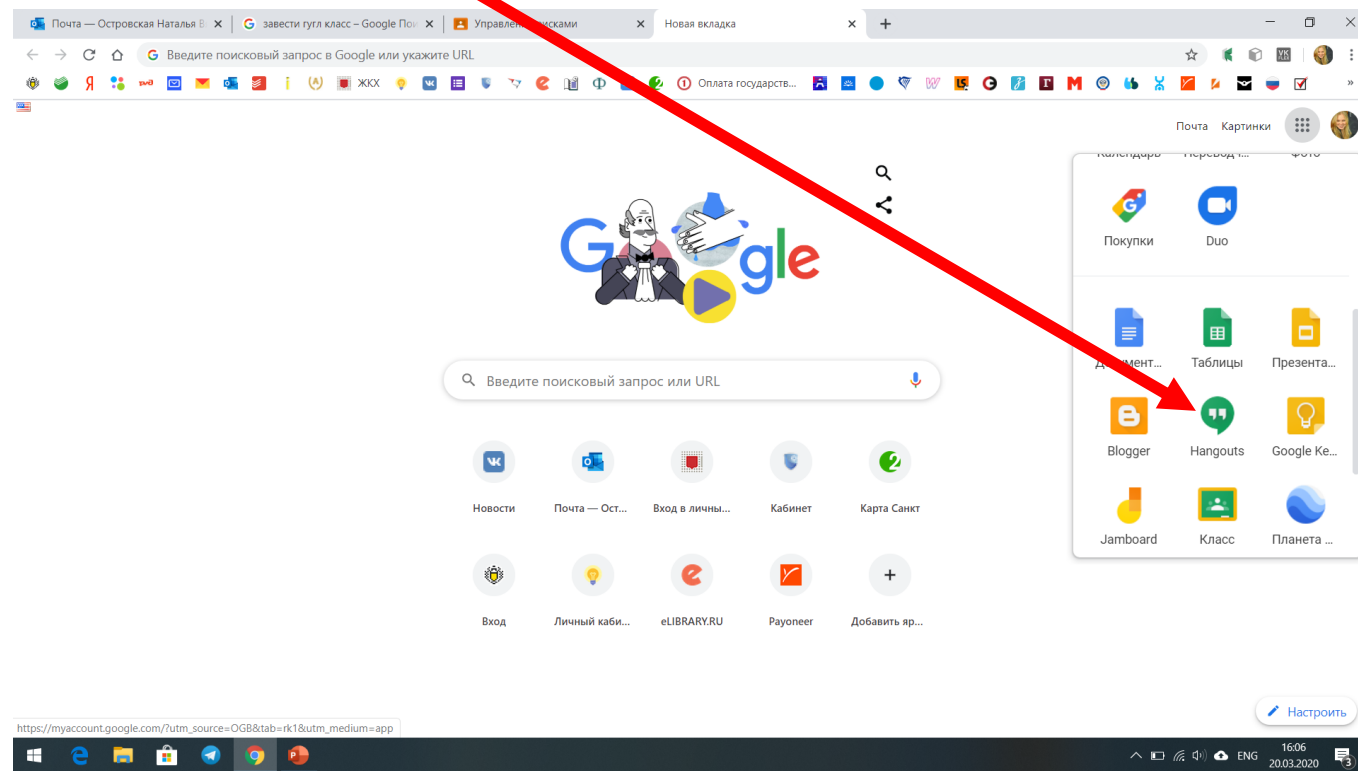 Почта — Островская Наталья В
завести гугл класс – Google Пои
Новая вкладка
Введите поисковый запрос в Google или укажите URL
ЖКХ
Оплата государств...
Почта Картинки
Покупки Duo
Введите поисковый запрос или URL
Таблицы Презента...
Blogger Hangouts Google Ke...
Новости Почта — Ост... Вход в личны... Кабинет Карта Санкт
Jamboard Класс Планета ...
Вход Личный каби... eLIBRARY.RU Payoneer Добавить яр...
Настроить
https://myaccount.google.com/?utm_source=OGB&tab=rk1&utm_medium=app
ENG
16:06
20.03.2020